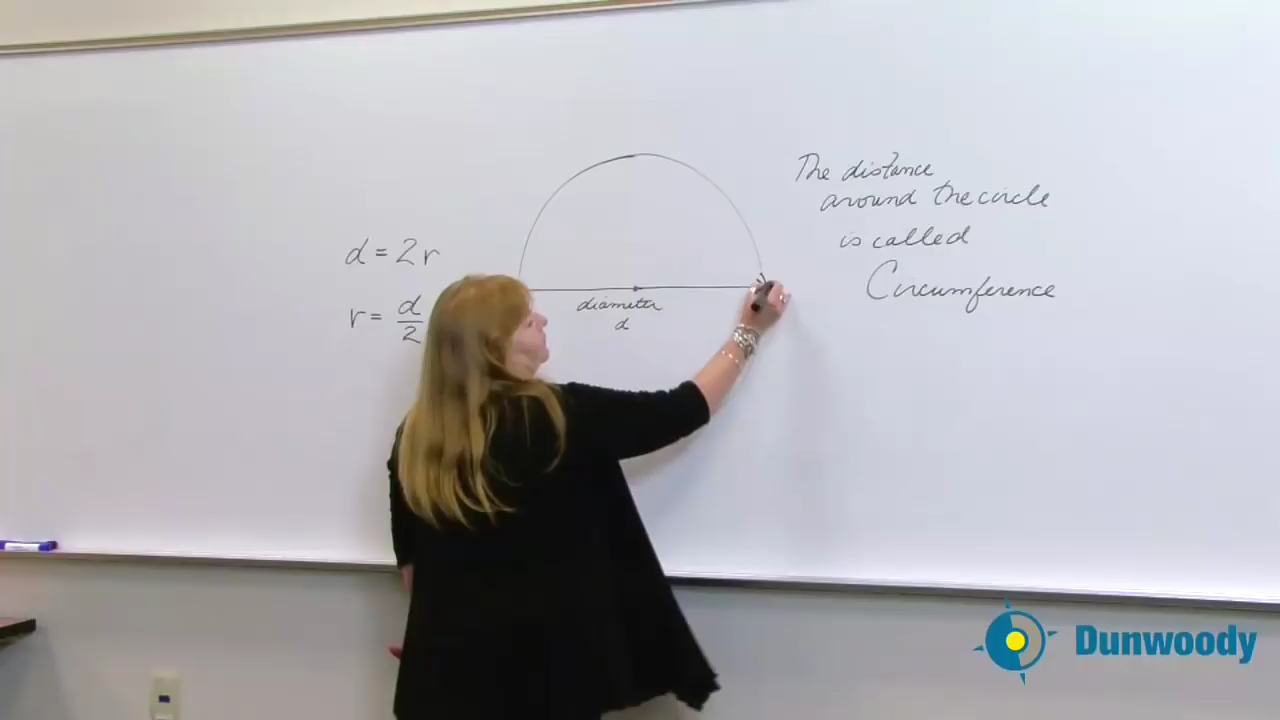 d = 2r
r = d/2
diameter
d
The distance
around the circle
is called
Circumference
Dunwoody